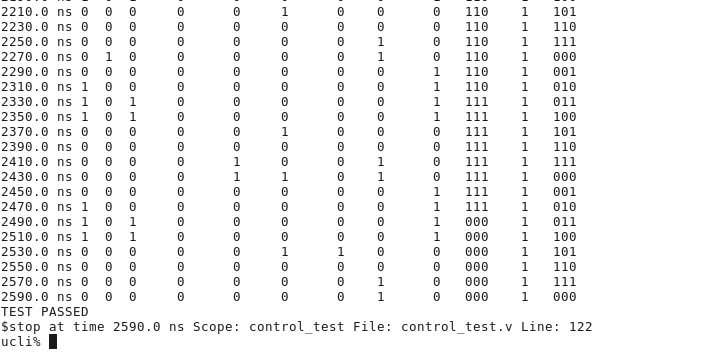 2210.0 ns 0 0 0 0 0 1 0 0 0 110 1 101
2230.0 ns 0 0 0 0 0 0 0 0 0 110 1 110
2250.0 ns 0 0 0 0 0 0 0 1 0 110 1 111
2270.0 ns 0 1 0 0 0 0 0 1 0 110 1 000
2290.0 ns 0 0 0 0 0 0 0 0 1 110 1 001
2310.0 ns 1 0 0 0 0 0 0 0 1 110 1 010
2330.0 ns 1 0 1 0 0 0 0 0 1 111 1 011
2350.0 ns 1 0 1 0 0 0 0 0 1 111 1 100
2370.0 ns 0 0 0 0 0 1 0 0 0 111 1 101
2390.0 ns 0 0 0 0 0 0 0 0 0 111 1 110
2410.0 ns 0 0 0 0 1 0 0 1 0 111 1 111
2430.0 ns 0 0 0 0 1 1 0 1 0 111 1 000
2450.0 ns 0 0 0 0 0 0 0 0 1 111 1 001
2470.0 ns 1 0 0 0 0 0 0 0 1 111 1 010
2490.0 ns 1 0 1 0 0 0 0 0 1 000 1 011
2510.0 ns 1 0 1 0 0 0 0 0 1 000 1 100
2530.0 ns 0 0 0 0 0 1 1 0 0 000 1 101
2550.0 ns 0 0 0 0 0 0 0 0 0 000 1 110
2570.0 ns 0 0 0 0 0 0 0 1 0 000 1 111
2590.0 ns 0 0 0 0 0 0 0 1 0 000 1 000
TEST PASSED
$stop at time 2590.0 ns Scope: control_test File: control_test.v Line: 122
ucli%